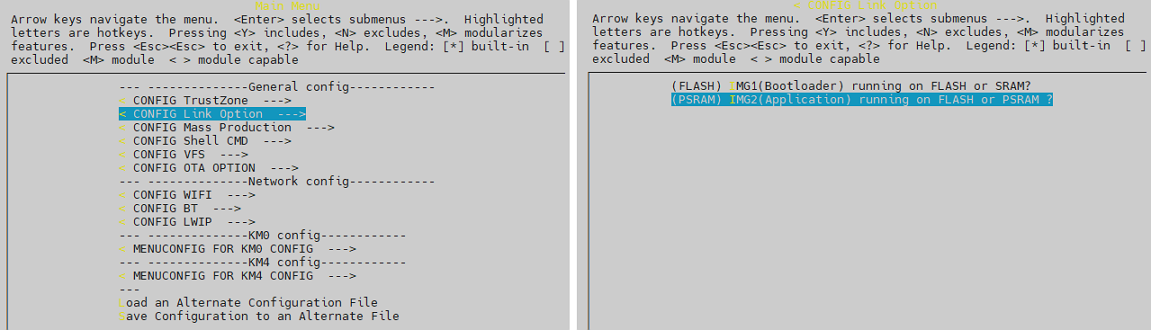 Main Menu
Arrow keys navigate the menu.  <Enter> selects submenus --->.  Highlighted
letters are hotkeys.  Pressing <Y> includes, <N> excludes, <M> modularizes
features.  Press <Esc><Esc> to exit, <?> for Help.  Legend: [*] built-in  [ ]
excluded  <M> module  < > module capable
--- --------------General config------------
< CONFIG TrustZone  --->
< CONFIG Link Option  --->
< CONFIG Mass Production  --->
< CONFIG Shell CMD  --->
< CONFIG VFS  --->
< CONFIG OTA OPTION  --->
--- --------------Network config------------
< CONFIG WIFI  --->
< CONFIG BT  --->
< CONFIG LWIP  --->
--- --------------KM0 config------------
< MENUCONFIG FOR KM0 CONFIG  --->
--- --------------KM4 config------------
< MENUCONFIG FOR KM4 CONFIG  --->
---
Load an Alternate Configuration File
Save Configuration to an Alternate File
< CONFIG Link Option
Arrow keys navigate the menu.  <Enter> selects submenus --->.  Highlighted
letters are hotkeys.  Pressing <Y> includes, <N> excludes, <M> modularizes
features.  Press <Esc><Esc> to exit, <?> for Help.  Legend: [*] built-in  [ ]
excluded  <M> module  < > module capable
(FLASH) IMG1(Bootloader) running on FLASH or SRAM?
(PSRAM) IMG2(Application) running on FLASH or PSRAM ?